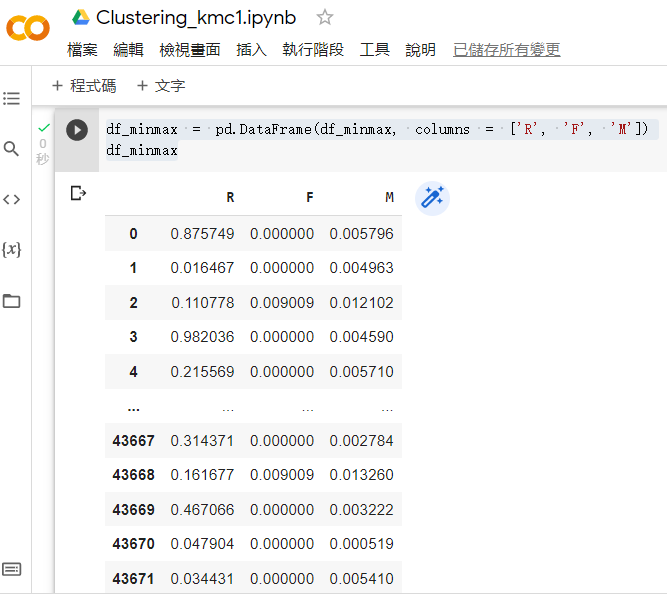 Clustering_kmc1.ipynb
檔案 編輯 檢視畫面 插入 執行階段 工具 說明 已儲存所有變更
+ 程式碼 + 文字
df_minmax = pd.DataFrame(df_minmax, columns = ['R', 'F', 'M'])
0
df_minmax
秒
R F M
0 0.875749 0.000000 0.005796
1 0.016467 0.000000 0.004963
2 0.110778 0.009009 0.012102
3 0.982036 0.000000 0.004590
4 0.215569 0.000000 0.005710
... ... ... ...
43667 0.314371 0.000000 0.002784
43668 0.161677 0.009009 0.013260
43669 0.467066 0.000000 0.003222
43670 0.047904 0.000000 0.000519
43671 0.034431 0.000000 0.005410
{x}